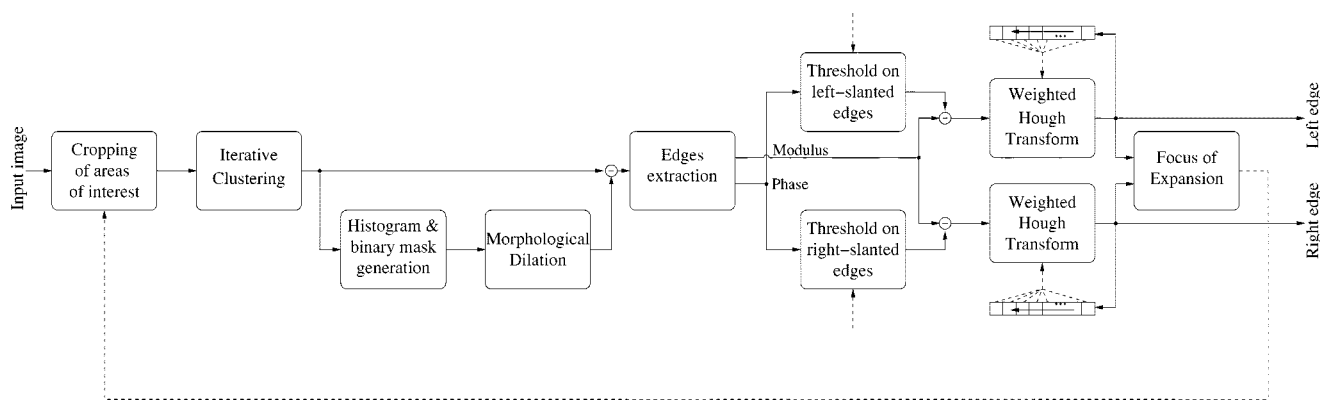 Input image
Cropping
of areas
of interest
Iterative
Clustering
Histogram &
binary mask
generation
Morphological
Dilation
Edges
extraction
Modulus
Phase
Threshold on
left-slanted
edges
Threshold on
right-slanted
edges
Weighted
Hough
Transform
Weighted
Hough
Transform
Focus of
Expansion
Left edge
Right edge